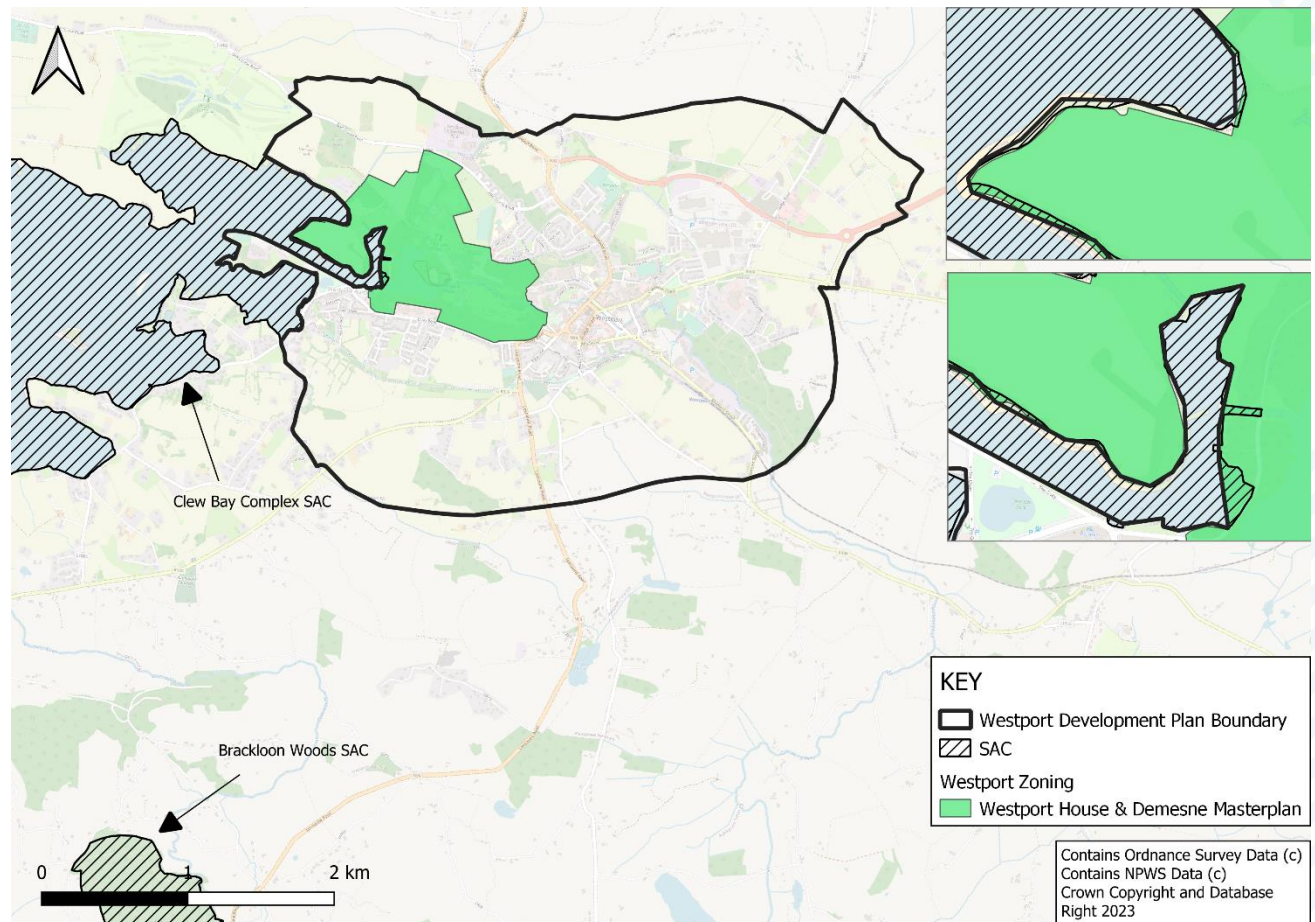 Clew Bay Complex SAC
Brackloon Woods SAC
0
1
2 km
KEY
Westport Development Plan Boundary
SAC
Westport Zoning
Westport House & Demesne Masterplan
Contains Ordnance Survey Data (c)
Contains NPWS Data (c)
Crown Copyright and Database
Right 2023